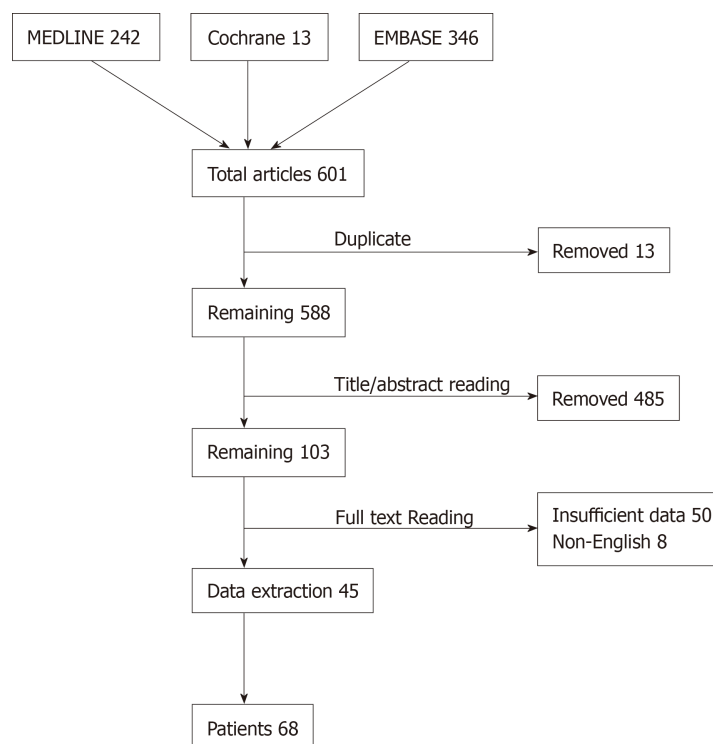 MEDLINE 242
Cochrane 13
EMBASE 346
Total articles 601
Duplicate
Removed 13
Remaining 588
Title/abstract reading
Removed 485
Remaining 103
Full text Reading
Insufficient data 50
Non-English 8
Data extraction 45
Patients 68